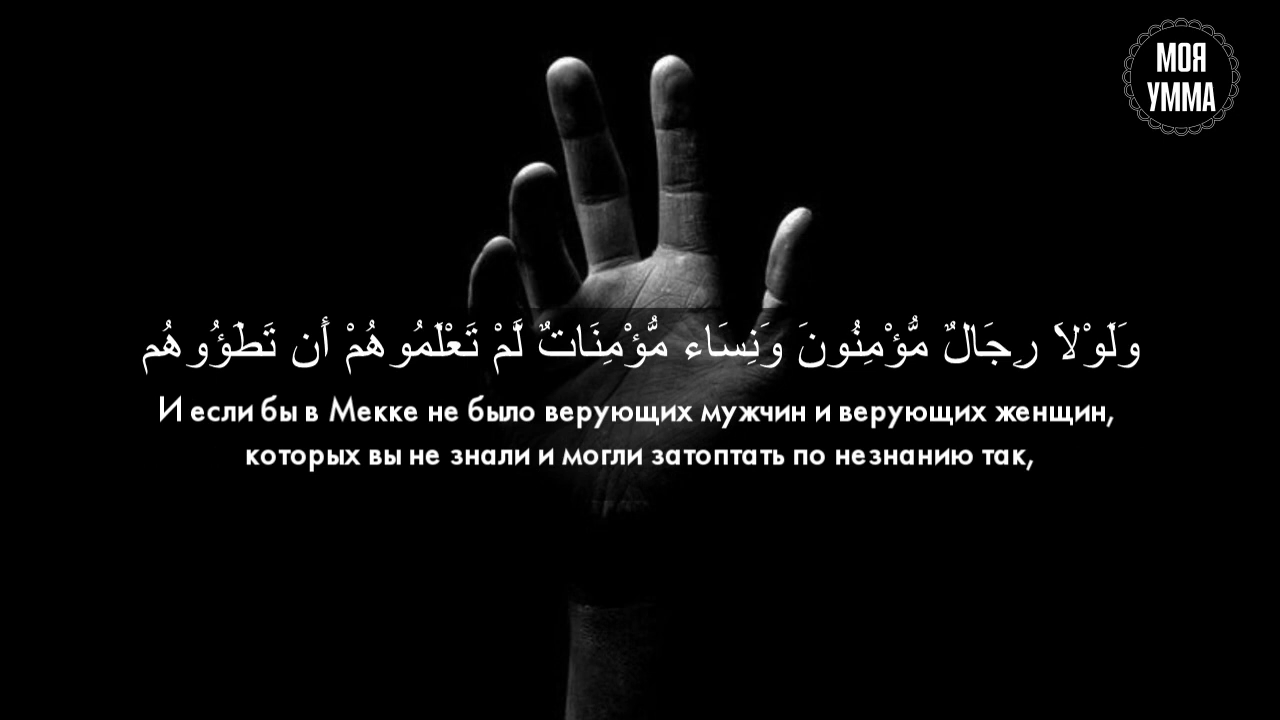 МОЯ
УММА
وَلَوْلَا رِجَالٌ مُّؤْمِنُونَ وَنِسَاء مُّؤْمِنَاتٌ لَّمْ تَعْلَمُوهُمْ أَن تَطَؤُوهُم
И если бы в Мекке не было верующих мужчин и верующих женщин,
которых вы не знали и могли затоптать по незнанию так,